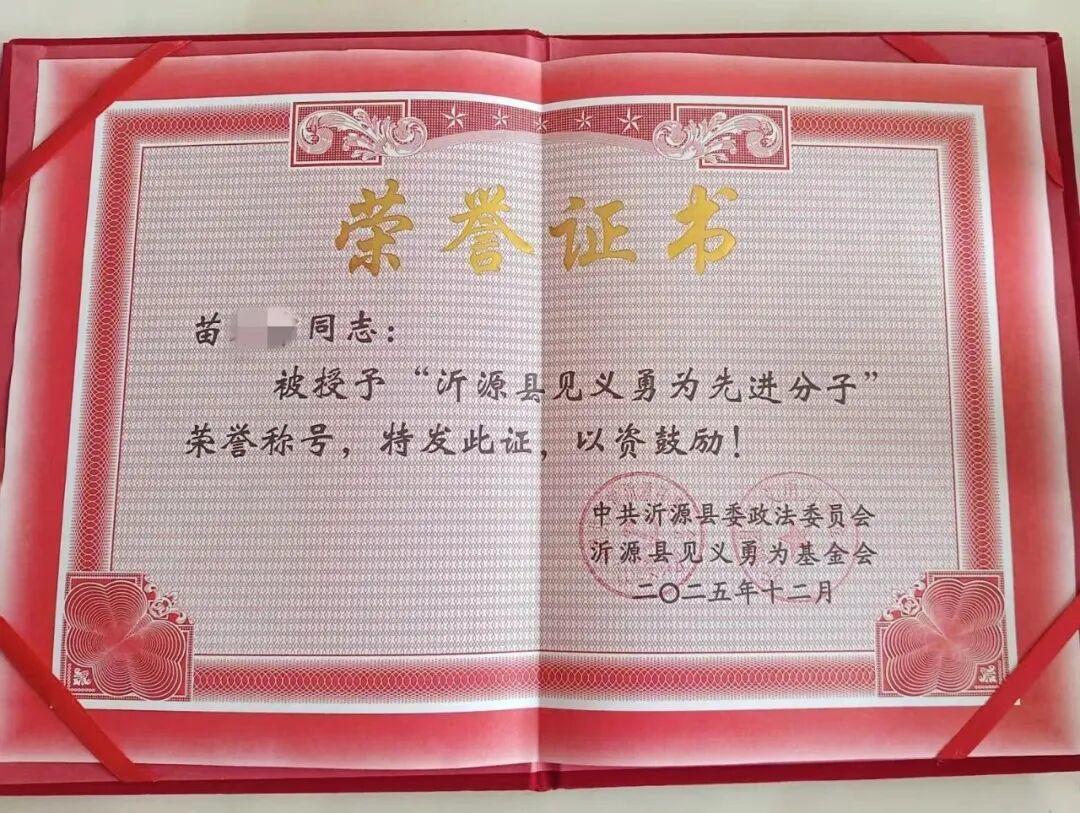 荣誉证书
苗 同志：
被授予“沂源县见义勇为先进分子”
荣誉称号，特发此证，以资鼓励！
中共沂源县委政法委员会
沂源县见义勇为基金会
二〇二五年十二月